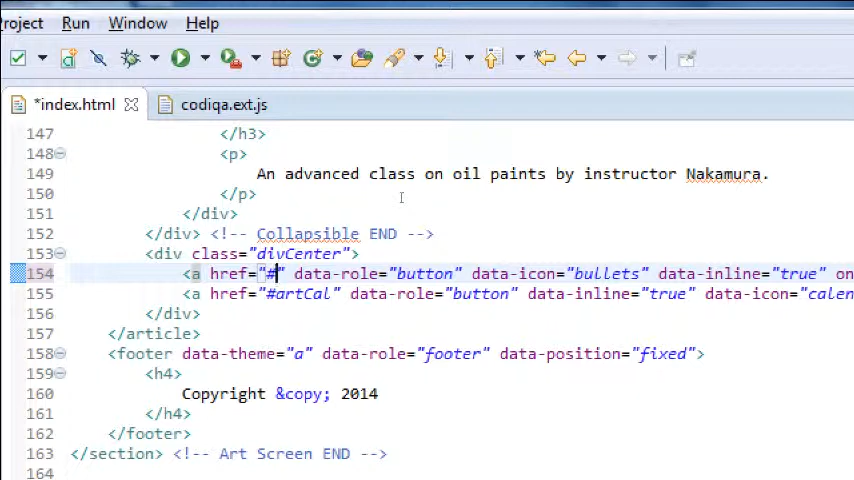 roject Run Window Help
*index.html codiqa.ext.js
147 </h3>
148 <p>
149 An advanced class on oil paints by instructor Nakamura.
150 </p>
151 </div>
152 </div> <!-- Collapsible END -->
153 <div class="divCenter">
154 <a href="#" data-role="button" data-icon="bullets" data-inline="true" on
155 <a href="#artCal" data-role="button" data-inline="true" data-icon="calen
156 </div>
157 </article>
158 <footer data-theme="a" data-role="footer" data-position="fixed">
159 <h4>
160 Copyright &copy; 2014
161 </h4>
162 </footer>
163 </section> <!-- Art Screen END -->
164